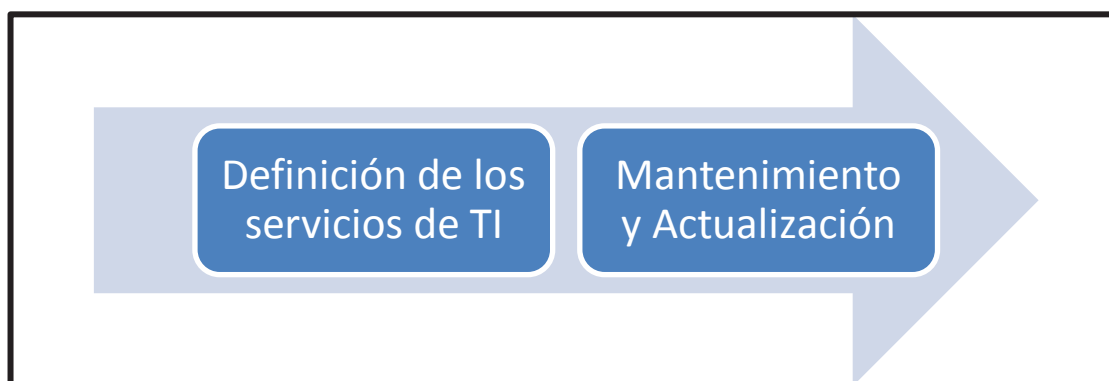 Definición de los
servicios de TI
Mantenimiento
y Actualización